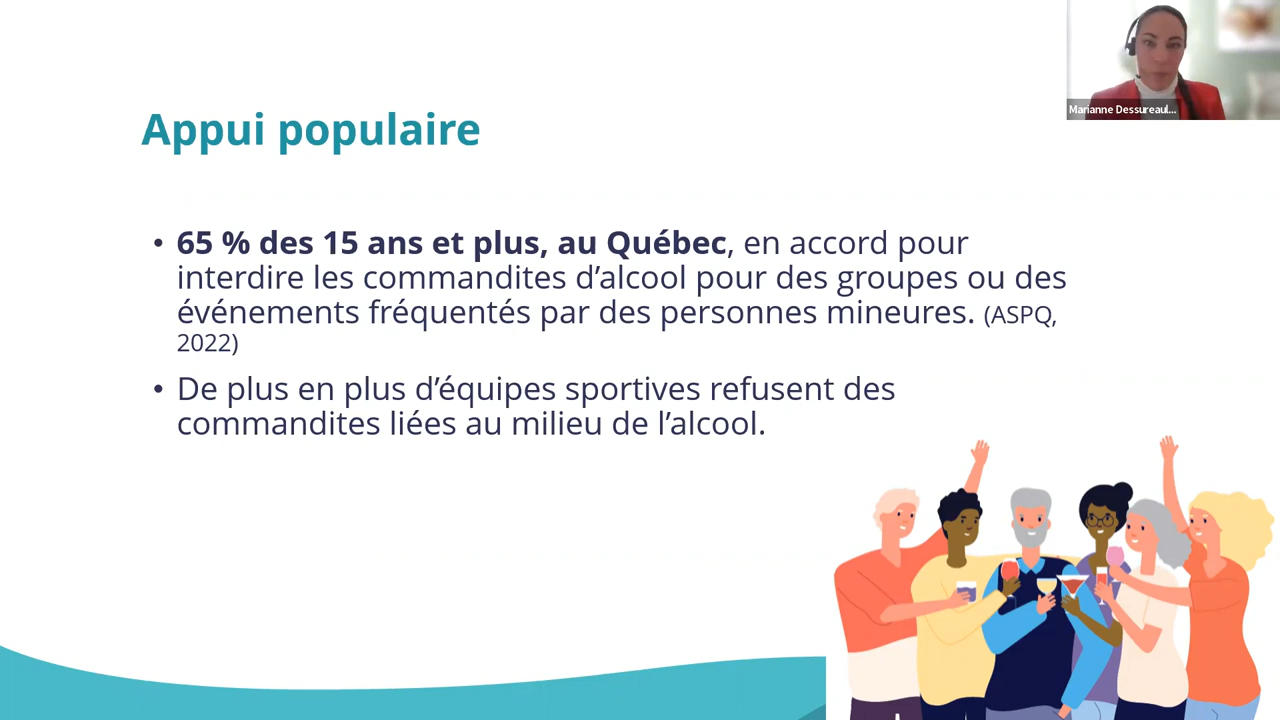 Marianne Dessureaul...
Appui populaire
• 65 % des 15 ans et plus, au Québec, en accord pour
interdire les commandites d’alcool pour des groupes ou des
événements fréquentés par des personnes mineures. (ASPQ,
2022)
• De plus en plus d’équipes sportives refusent des
commandites liées au milieu de l’alcool.